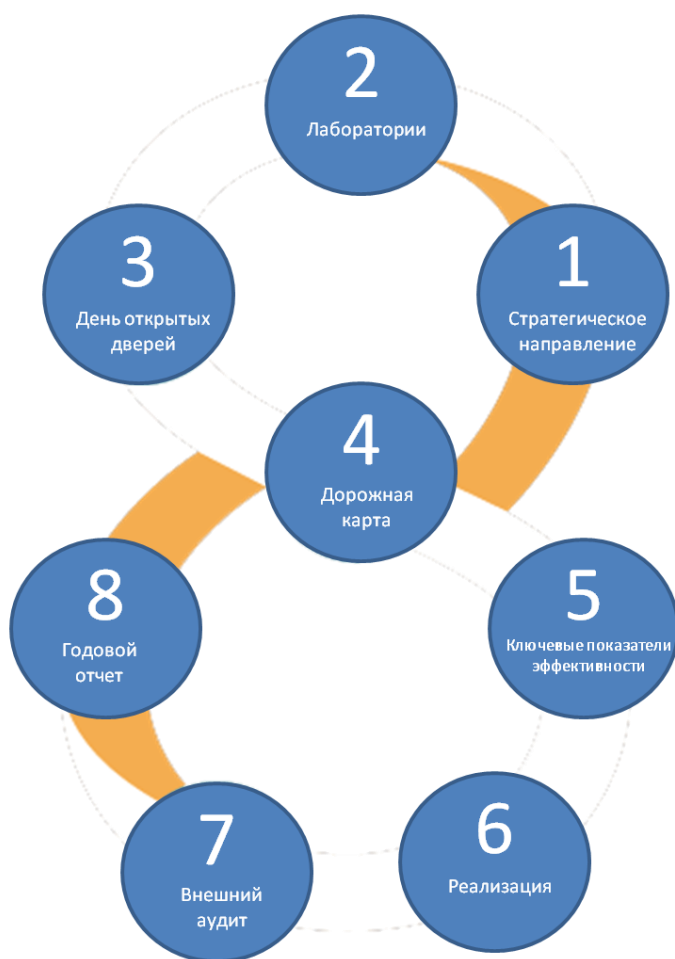 2
Лаборатории
1
Стратегическое
направление
3
День открытых
дверей
4
Дорожная
карта
5
Ключевые показатели
эффективности
6
Реализация
7
Внешний
аудит
8
Годовой
отчет